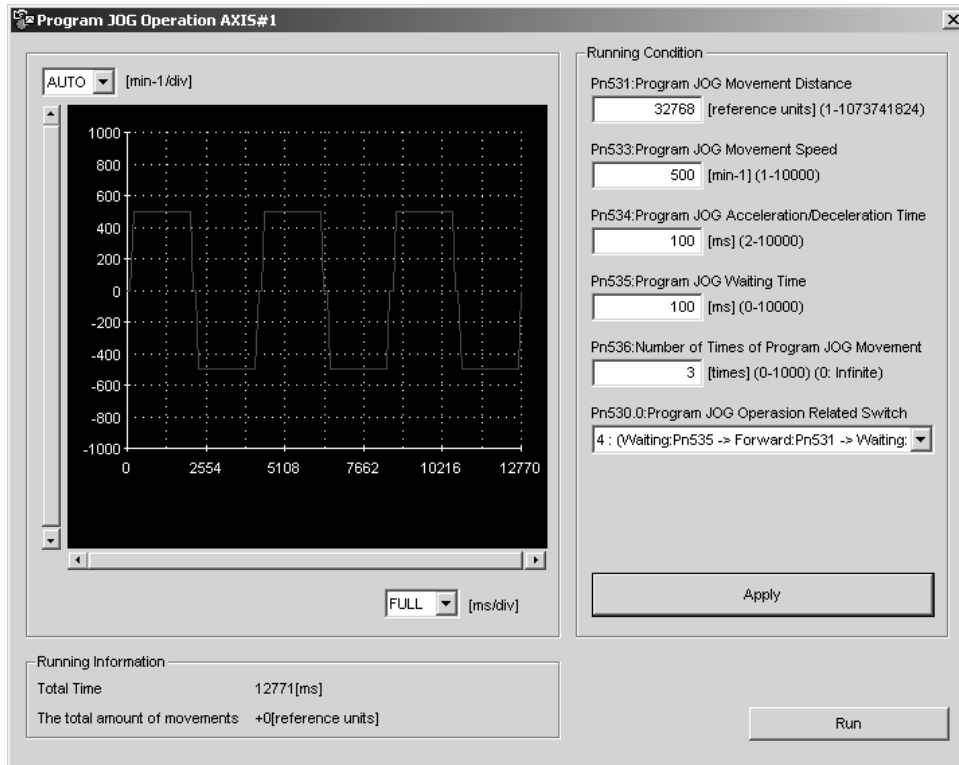 Program JOG Operation AXIS#1
AUTO [min-1/div]
1000
800
600
400
200
0
-200
-400
-600
-800
-1000
0 2554 5108 7662 10216 12770
FULL [ms/div]
Running Condition
Pn531:Program JOG Movement Distance
32768 [reference units] (1-1073741824)
Pn533:Program JOG Movement Speed
500 [min-1] (1-10000)
Pn534:Program JOG Acceleration/Deceleration Time
100 [ms] (2-10000)
Pn535:Program JOG Waiting Time
100 [ms] (0-10000)
Pn536:Number of Times of Program JOG Movement
3 [times] (0-1000) (0: Infinite)
Pn530.0:Program JOG Operasion Related Switch
4 : (Waiting:Pn535 -> Forward:Pn531 -> Waiting:
Apply
Running Information
Total Time 12771[ms]
The total amount of movements +0[reference units]
Run